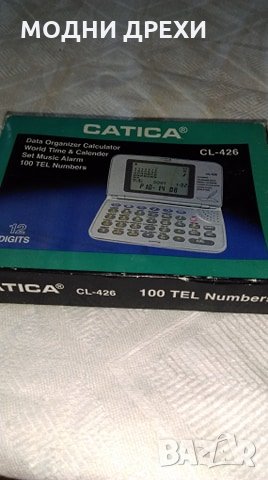 МОДНИ ДРЕХИ
CATICA®
CL-426
Data Organizer Calculator
World Time & Calender
Set Music Alarm
100 TEL Numbers
12
DIGITS
CATICA® CL-426 100 TEL Numbers
BAZAR